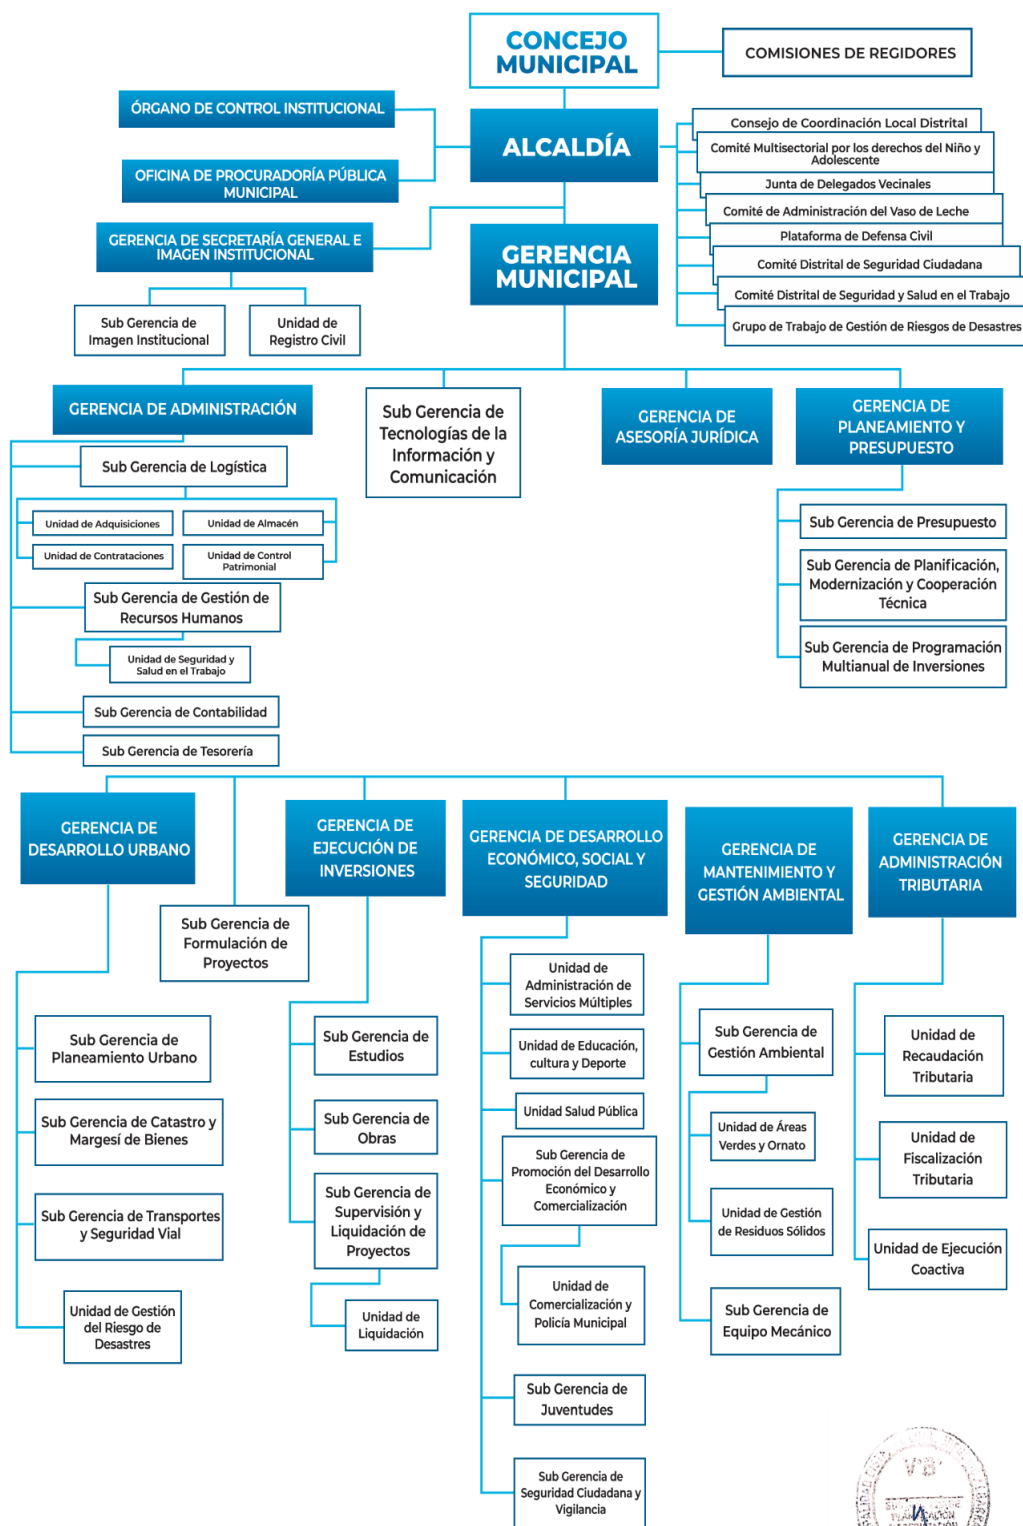 CONCEJO
MUNICIPAL
COMISIONES DE REGIDORES
ÓRGANO DE CONTROL INSTITUCIONAL
ALCALDÍA
OFICINA DE PROCURADORÍA PÚBLICA
MUNICIPAL
Consejo de Coordinación Local Distrital
Comité Multisectorial por los derechos del Niño y
Adolescente
Junta de Delegados Vecinales
Comité de Administración del Vaso de Leche
Plataforma de Defensa Civil
Comité Distrital de Seguridad Ciudadana
Comité Distrital de Seguridad y Salud en el Trabajo
Grupo de Trabajo de Gestión de Riesgos de Desastres
GERENCIA DE SECRETARÍA GENERAL E
IMAGEN INSTITUCIONAL
GERENCIA
MUNICIPAL
Sub Gerencia de
Imagen Institucional
Unidad de
Registro Civil
GERENCIA DE ADMINISTRACIÓN
Sub Gerencia de Logística
Unidad de Adquisiciones
Unidad de Almacén
Unidad de Contrataciones
Unidad de Control
Patrimonial
Sub Gerencia de Gestión de
Recursos Humanos
Unidad de Seguridad y
Salud en el Trabajo
Sub Gerencia de Contabilidad
Sub Gerencia de Tesorería
Sub Gerencia de
Tecnologías de la
Información y
Comunicación
GERENCIA DE
ASESORÍA JURÍDICA
GERENCIA DE
PLANEAMIENTO Y
PRESUPUESTO
Sub Gerencia de Presupuesto
Sub Gerencia de Planificación,
Modernización y Cooperación
Técnica
Sub Gerencia de Programación
Multianual de Inversiones
GERENCIA DE
DESARROLLO URBANO
Sub Gerencia de
Planeamiento Urbano
Sub Gerencia de Catastro y
Margesí de Bienes
Sub Gerencia de Transportes
y Seguridad Vial
Unidad de Gestión
del Riesgo de
Desastres
Sub Gerencia de
Formulación de
Proyectos
GERENCIA DE
EJECUCIÓN DE
INVERSIONES
Sub Gerencia de
Estudios
Sub Gerencia de
Obras
Sub Gerencia de
Supervisión y
Liquidación de
Proyectos
Unidad de
Liquidación
GERENCIA DE DESARROLLO
ECONÓMICO, SOCIAL Y
SEGURIDAD
Unidad de
Administración de
Servicios Múltiples
Unidad de Educación,
cultura y Deporte
Unidad Salud Pública
Sub Gerencia de
Promoción del Desarrollo
Económico y
Comercialización
Unidad de
Comercialización y
Policía Municipal
Sub Gerencia de
Juventudes
Sub Gerencia de
Seguridad Ciudadana y
Vigilancia
GERENCIA DE
MANTENIMIENTO Y
GESTIÓN AMBIENTAL
Sub Gerencia de
Gestión Ambiental
Unidad de Áreas
Verdes y Ornato
Unidad de Gestión
de Residuos Sólidos
Sub Gerencia de
Equipo Mecánico
GERENCIA DE
ADMINISTRACIÓN
TRIBUTARIA
Unidad de
Recaudación
Tributaria
Unidad de
Fiscalización
Tributaria
Unidad de Ejecución
Coactiva
V°B°